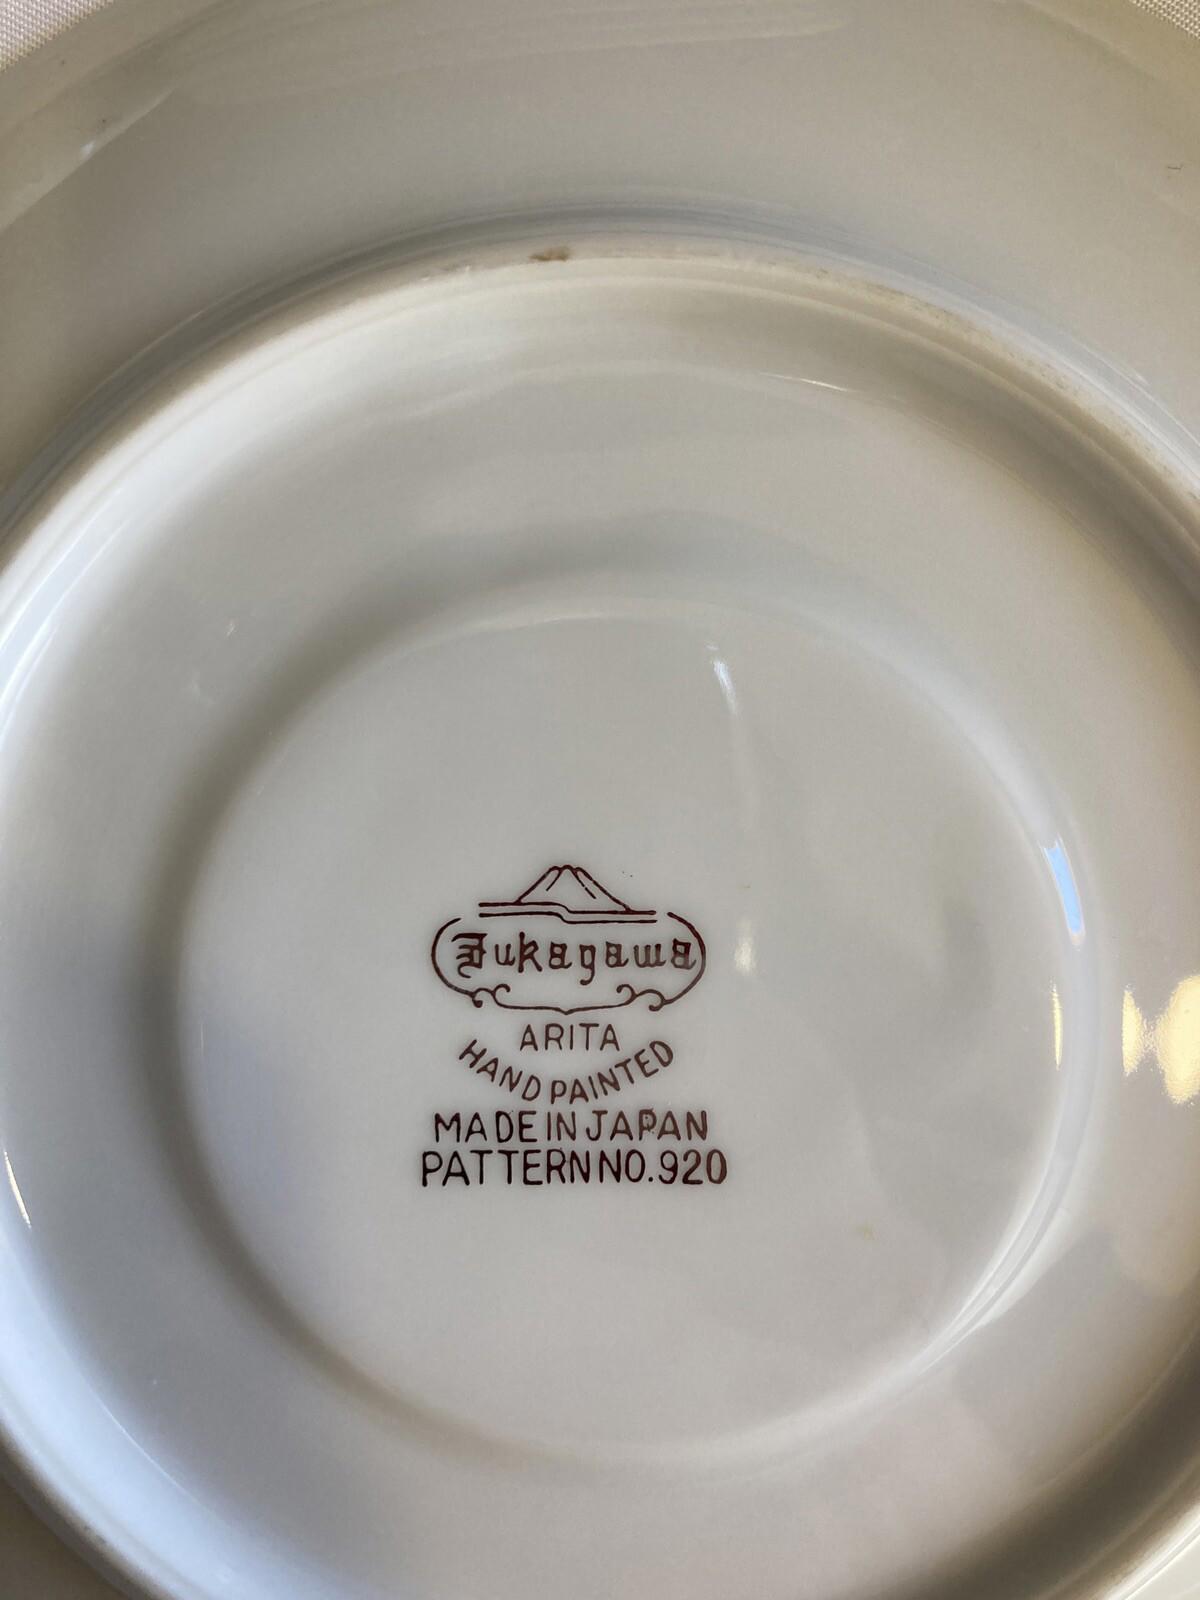 Fukagawa
ARITA
HAND PAINTED
MADE IN JAPAN
PATTERN NO. 920